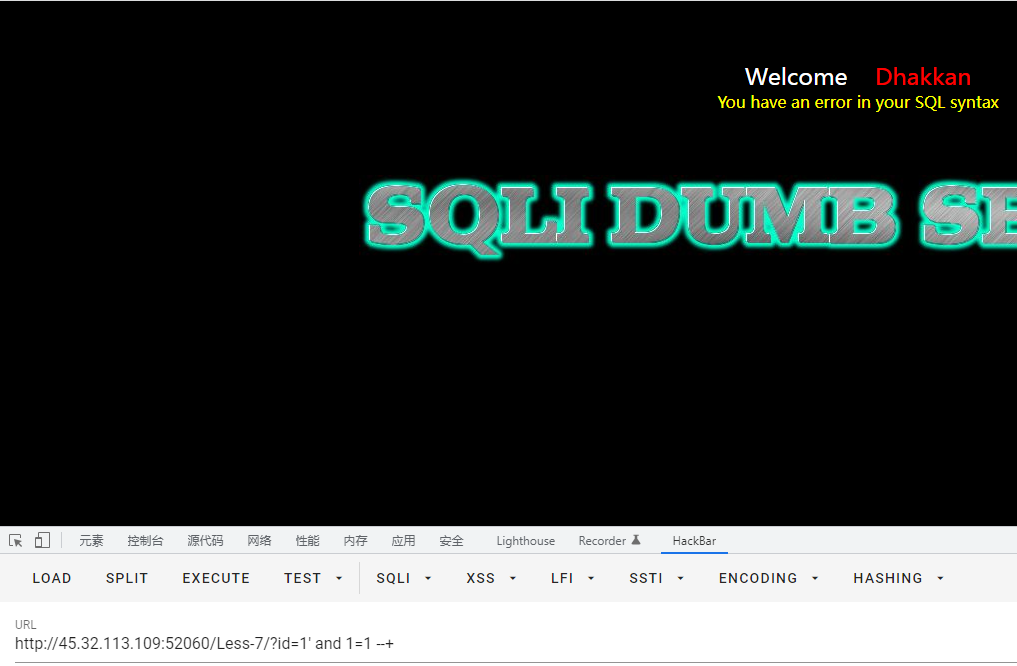 Welcome Dhakkan
You have an error in your SQL syntax
SQLI DUMB SE
元素 控制台 源代码 网络 性能 内存 应用 安全 Lighthouse Recorder HackBar
LOAD SPLIT EXECUTE TEST SQLI XSS LFI SSTI ENCODING HASHING
URL
http://45.32.113.109:52060/Less-7/?id=1' and 1=1 --+